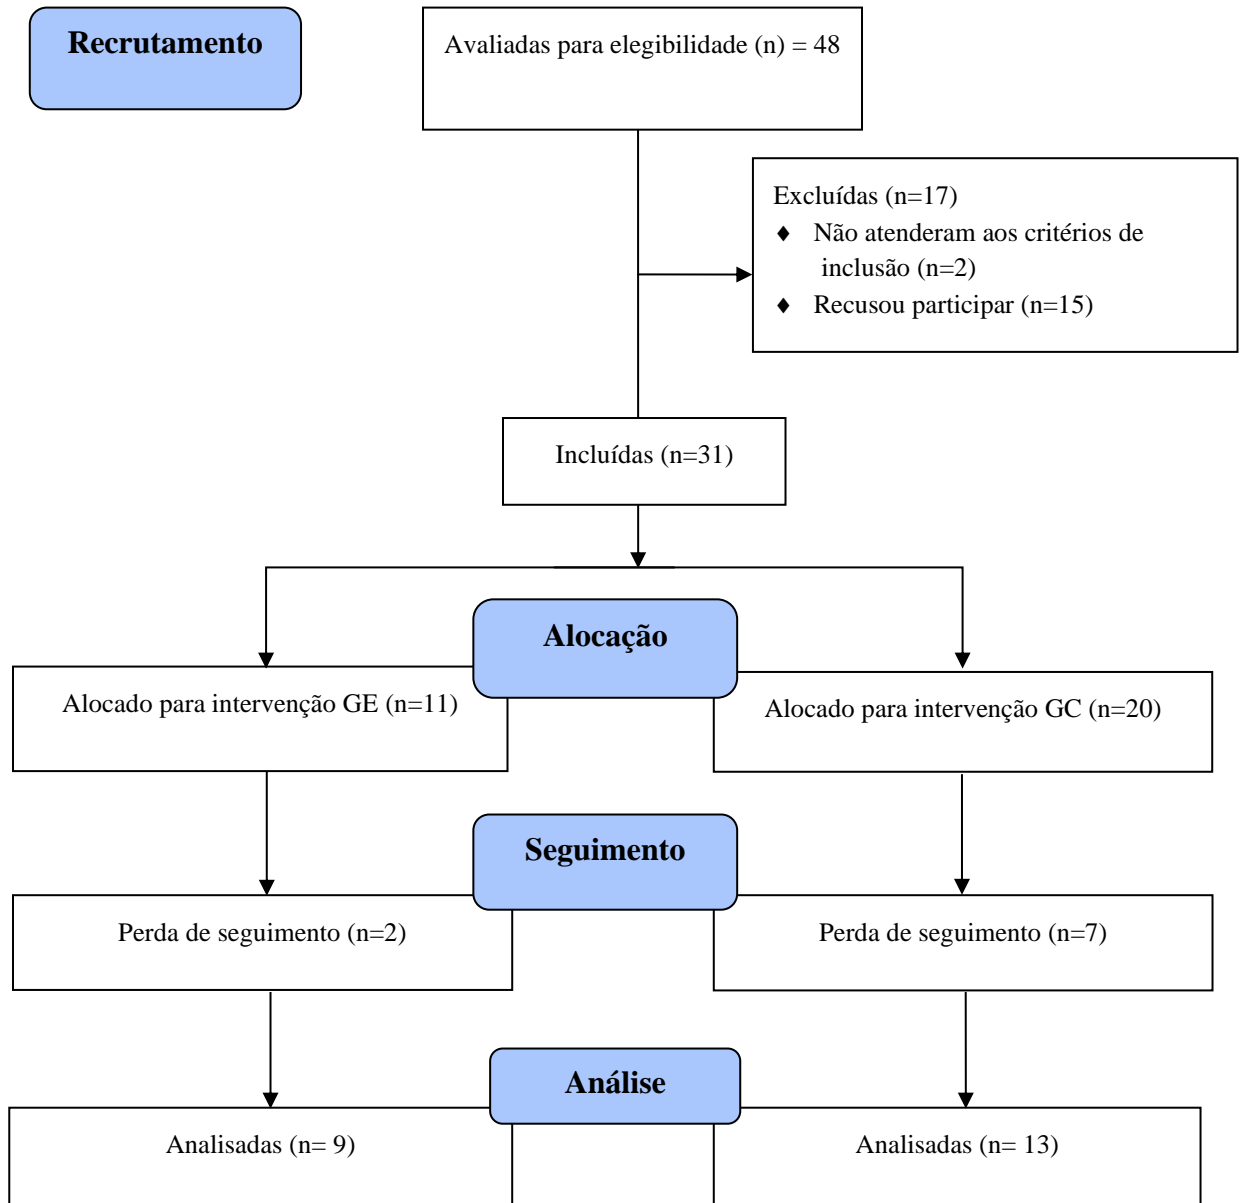 Recrutamento
Avaliadas para elegibilidade (n) = 48
Excluídas (n=17)
♦ Não atenderam aos critérios de
inclusão (n=2)
♦ Recusou participar (n=15)
Incluídas (n=31)
Alocação
Alocado para intervenção GE (n=11)
Alocado para intervenção GC (n=20)
Seguimento
Perda de seguimento (n=2)
Perda de seguimento (n=7)
Análise
Analisadas (n= 9)
Analisadas (n= 13)